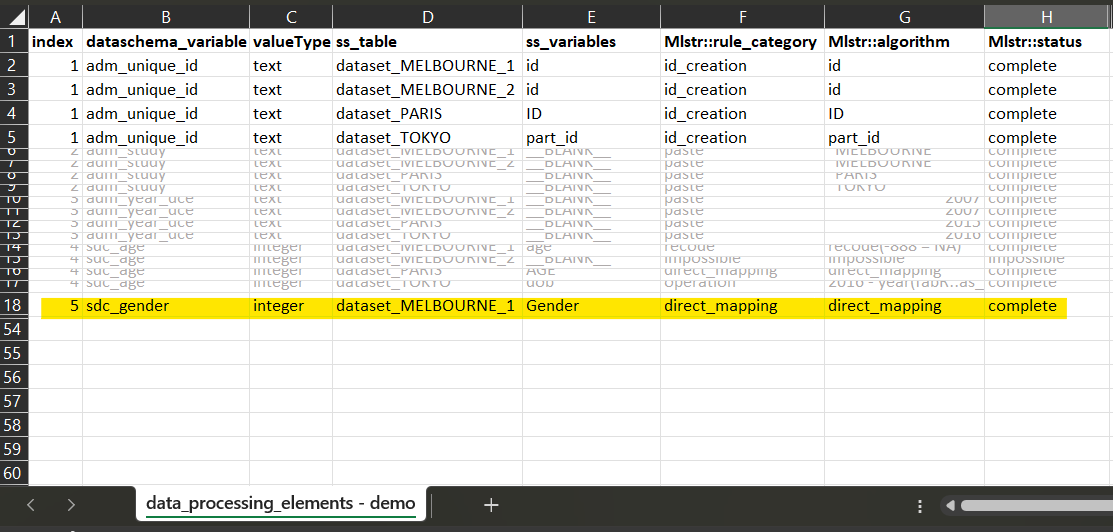 A B C D E F G H
1 index dataschema_variable valueType ss_table ss_variables Mlstr::rule_category Mlstr::algorithm Mlstr::status
2 1 adm_unique_id text dataset_MELBOURNE_1 id id_creation id complete
3 1 adm_unique_id text dataset_MELBOURNE_2 id id_creation id complete
4 1 adm_unique_id text dataset_PARIS ID id_creation ID complete
5 1 adm_unique_id text dataset_TOKYO part_id id_creation part_id complete
6 2 adm_study text dataset_MELBOURNE_1 __BLANK__ paste MELBOURNE complete
7 2 adm_study text dataset_MELBOURNE_2 __BLANK__ paste MELBOURNE complete
8 2 adm_study text dataset_PARIS __BLANK__ paste PARIS complete
9 2 adm_study text dataset_TOKYO __BLANK__ paste TOKYO complete
10 3 adm_year_dce text dataset_MELBOURNE_1 __BLANK__ paste 2007 complete
11 3 adm_year_dce text dataset_MELBOURNE_2 __BLANK__ paste 2007 complete
12 3 adm_year_dce text dataset_PARIS __BLANK__ paste 2015 complete
13 3 adm_year_dce text dataset_TOKYO __BLANK__ paste 2016 complete
14 4 sdc_age integer dataset_MELBOURNE_1 age recode recode(-888 = NA) complete
15 4 sdc_age integer dataset_MELBOURNE_2 __BLANK__ impossible impossible impossible
16 4 sdc_age integer dataset_PARIS AGE direct_mapping direct_mapping complete
17 4 sdc_age integer dataset_TOKYO dob operation 2016 - year(fabR::as_ complete
18 5 sdc_gender integer dataset_MELBOURNE_1 Gender direct_mapping direct_mapping complete
54
55
56
57
58
59
60
data_processing_elements - demo